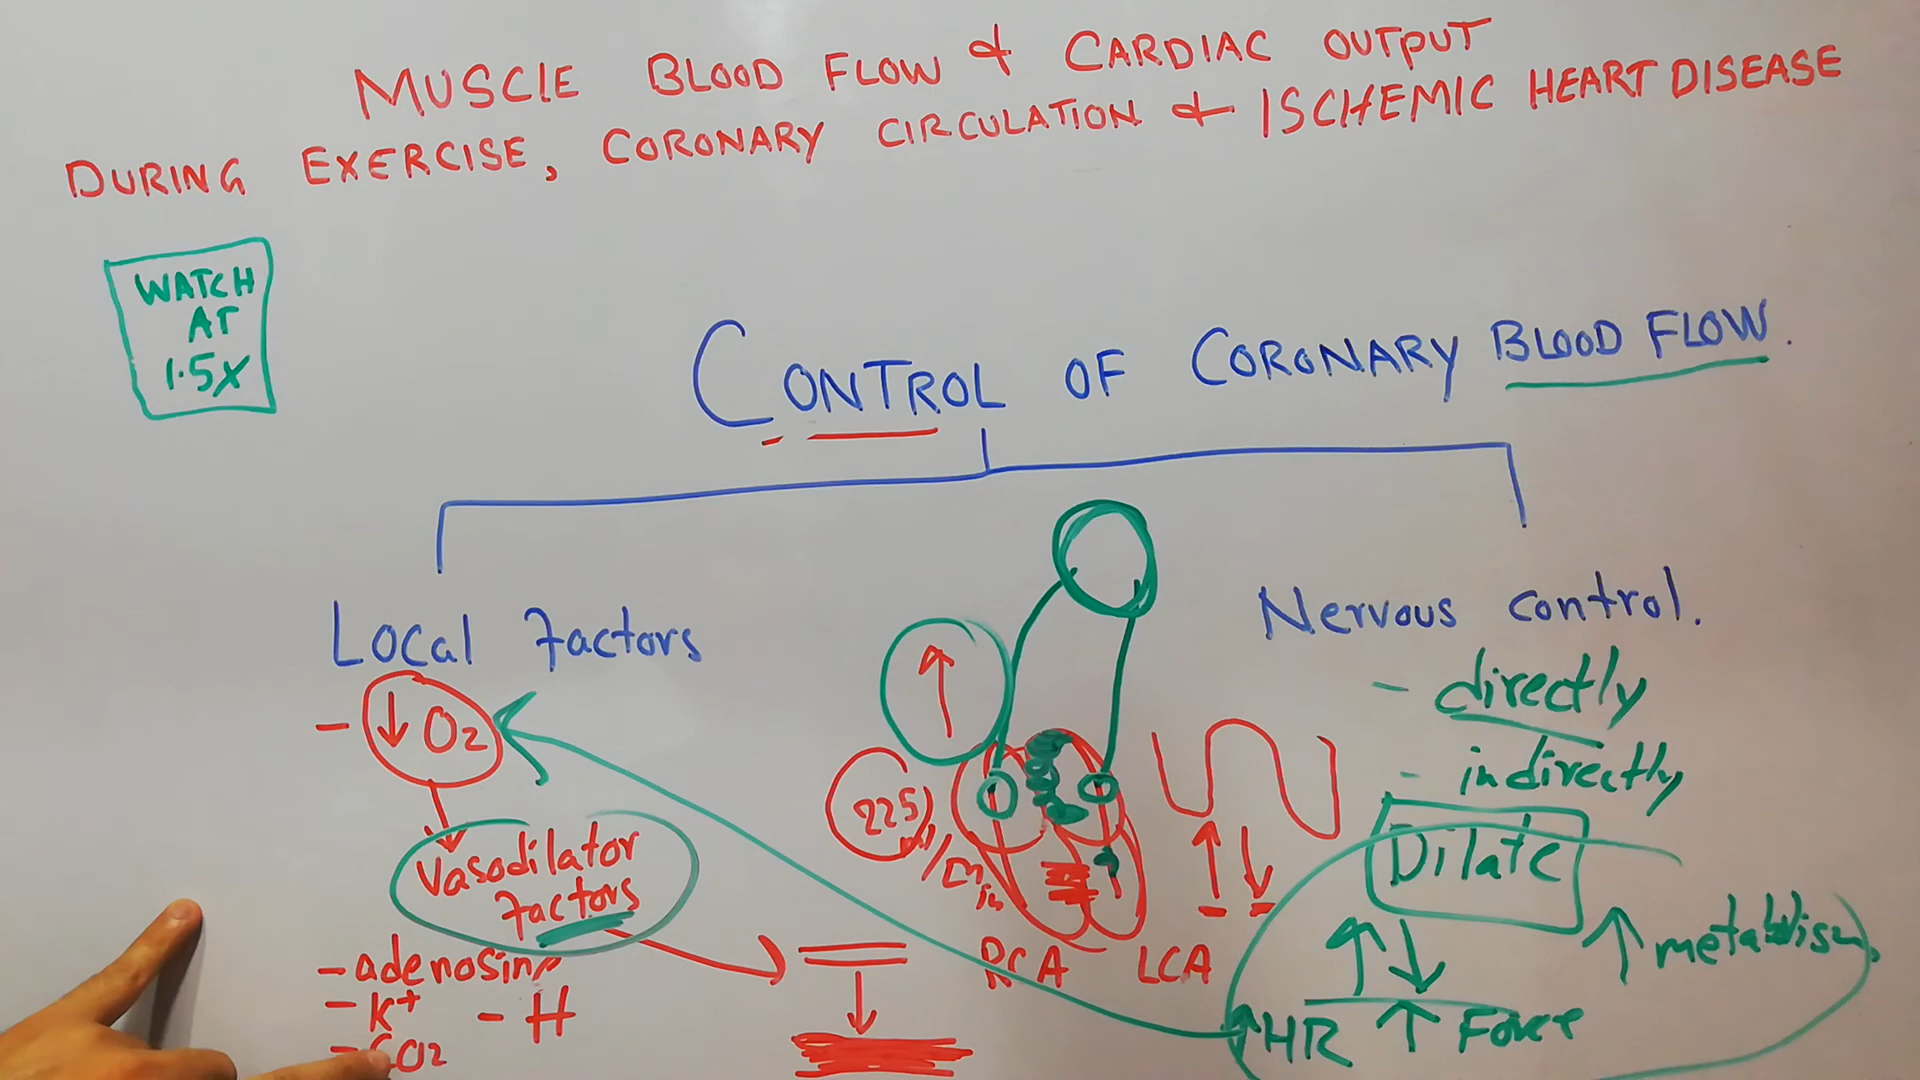 MUSCLE BLOOD FLOW & CARDIAC OUTPUT
DURING EXERCISE, CORONARY CIRCULATION & ISCHEMIC HEART DISEASE
WATCH
AT
1.5X
CONTROL OF CORONARY BLOOD FLOW.
Local Factors
- ↓ O2
Vasodilator
Factors
- adenosine
- K+ - H
- CO2
↑
225
ml/min
RCA LCA
↑ ↓
Nervous control.
- directly
- indirectly
Dilate
↑ ↓
↑ metabolism
↑ HR ↑ Force